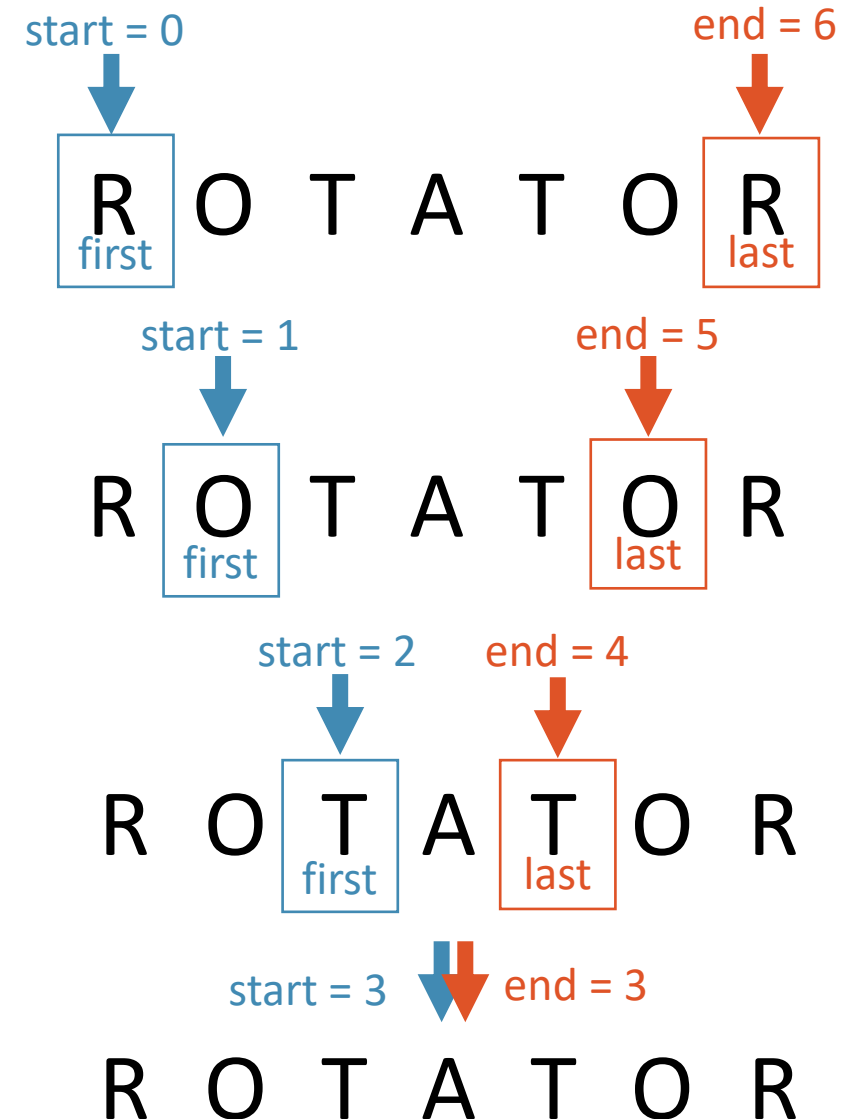 start = 0 end = 6
R O T A T O R
first last
start = 1 end = 5
R O T A T O R
first last
start = 2 end = 4
R O T A T O R
first last
start = 3 end = 3
R O T A T O R